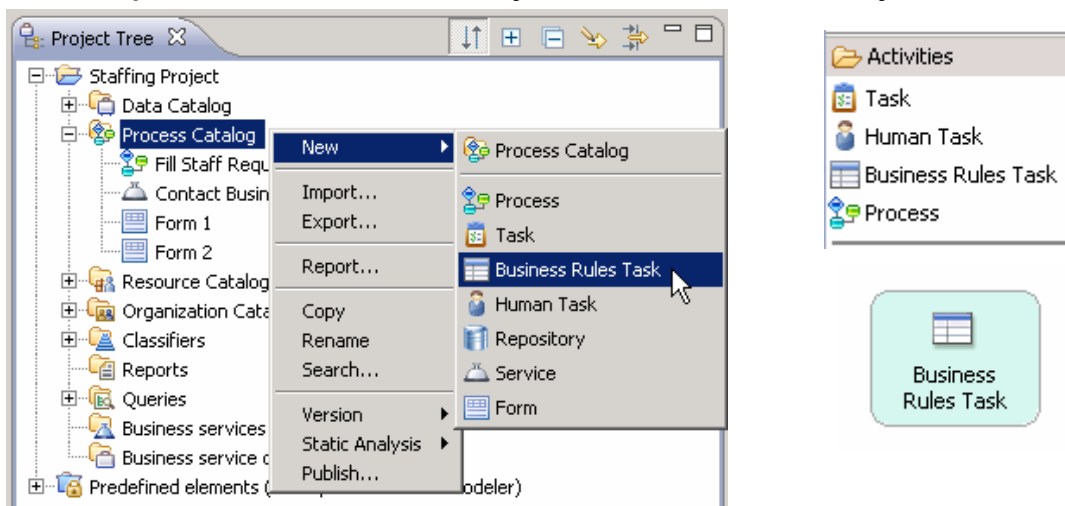 Project Tree
Staffing Project
Data Catalog
Process Catalog
Fill Staff Requ
Contact Busin
Form 1
Form 2
Resource Catalog
Organization Cata
Classifiers
Reports
Queries
Business services
Business service o
Predefined elements (
odeler)
New
Import...
Export...
Report...
Copy
Rename
Search...
Version
Static Analysis
Publish...
Process Catalog
Process
Task
Business Rules Task
Human Task
Repository
Service
Form
Activities
Task
Human Task
Business Rules Task
Process
Business
Rules Task